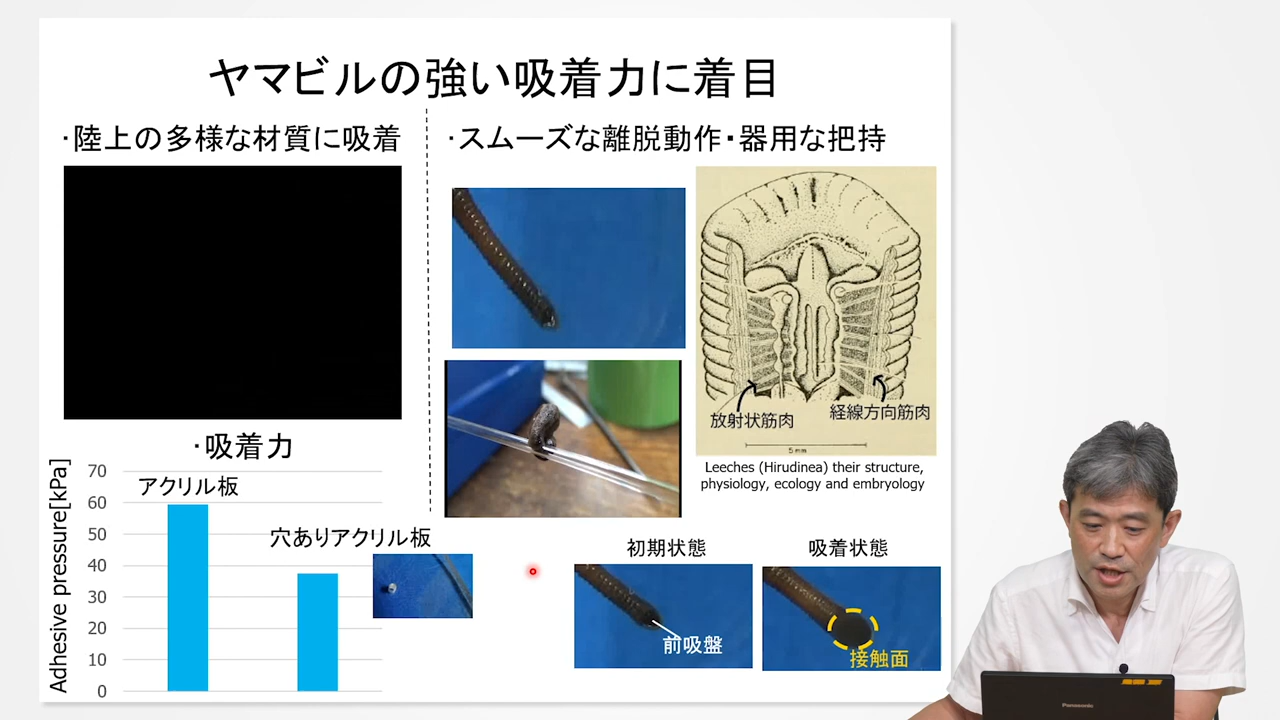 ヤマビルの強い吸着力に着目
・陸上の多様な材質に吸着
・スムーズな離脱動作・器用な把持
放射状筋肉
経線方向筋肉
5 mm
Leeches (Hirudinea) their structure,
physiology, ecology and embryology
・吸着力
Adhesive pressure[kPa]
70
60
50
40
30
20
10
0
アクリル板
穴ありアクリル板
初期状態
前吸盤
吸着状態
接触面
Panasonic